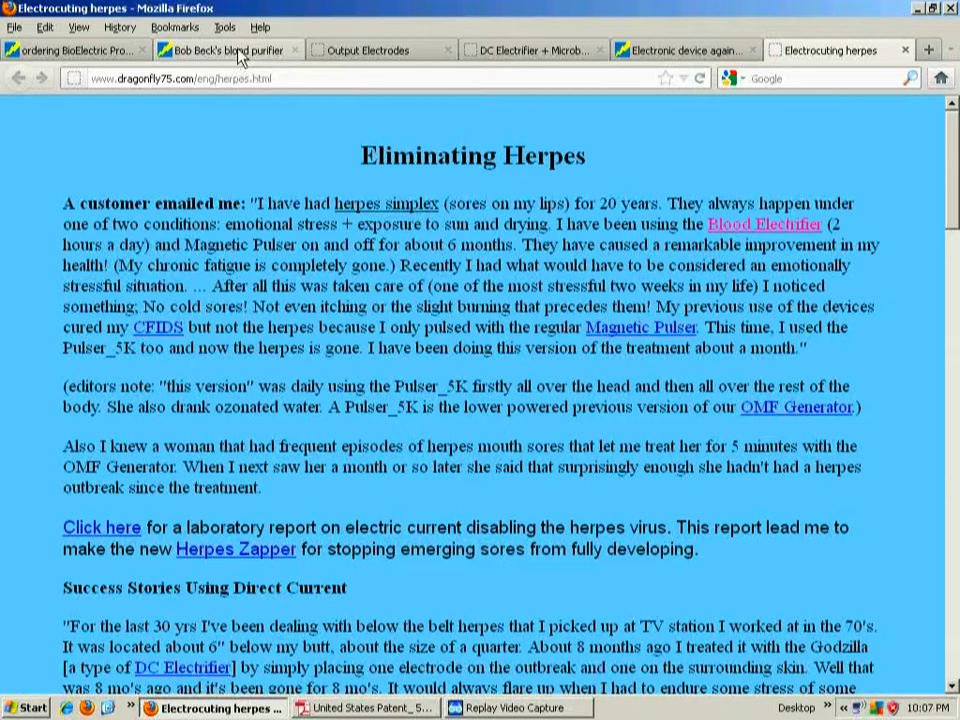 Electrocuting herpes - Mozilla Firefox
File Edit View History Bookmarks Tools Help
ordering BioElectric Pro... Bob Beck's blood purifier Output Electrodes DC Electrifier + Microb... Electronic device again... Electrocuting herpes
www.dragonfly75.com/eng/herpes.html Google
Eliminating Herpes
A customer emailed me: "I have had herpes simplex (sores on my lips) for 20 years. They always happen under
one of two conditions: emotional stress + exposure to sun and drying. I have been using the Blood Electrifier (2
hours a day) and Magnetic Pulser on and off for about 6 months. They have caused a remarkable improvement in my
health! (My chronic fatigue is completely gone.) Recently I had what would have to be considered an emotionally
stressful situation. ... After all this was taken care of (one of the most stressful two weeks in my life) I noticed
something; No cold sores! Not even itching or the slight burning that precedes them! My previous use of the devices
cured my CFIDS but not the herpes because I only pulsed with the regular Magnetic Pulser. This time, I used the
Pulser_5K too and now the herpes is gone. I have been doing this version of the treatment about a month."
(editors note: "this version" was daily using the Pulser_5K firstly all over the head and then all over the rest of the
body. She also drank ozonated water. A Pulser_5K is the lower powered previous version of our OMF Generator.)
Also I knew a woman that had frequent episodes of herpes mouth sores that let me treat her for 5 minutes with the
OMF Generator. When I next saw her a month or so later she said that surprisingly enough she hadn't had a herpes
outbreak since the treatment.
Click here for a laboratory report on electric current disabling the herpes virus. This report lead me to
make the new Herpes Zapper for stopping emerging sores from fully developing.
Success Stories Using Direct Current
"For the last 30 yrs I've been dealing with below the belt herpes that I picked up at TV station I worked at in the 70's.
It was located about 6" below my butt, about the size of a quarter. About 8 months ago I treated it with the Godzilla
[a type of DC Electrifier] by simply placing one electrode on the outbreak and one on the surrounding skin. Well that
was 8 mo's ago and it's been gone for 8 mo's. It would always flare up when I had to endure some stress of some
Start Electrocuting herpes ... United States Patent_ 5... Replay Video Capture Desktop 10:07 PM